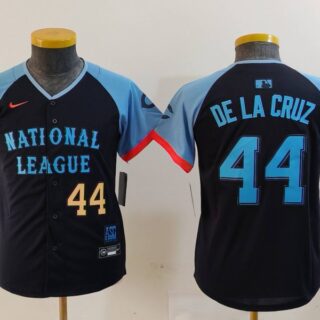 NATIONAL
LEAGUE
44
DE LA CRUZ
44